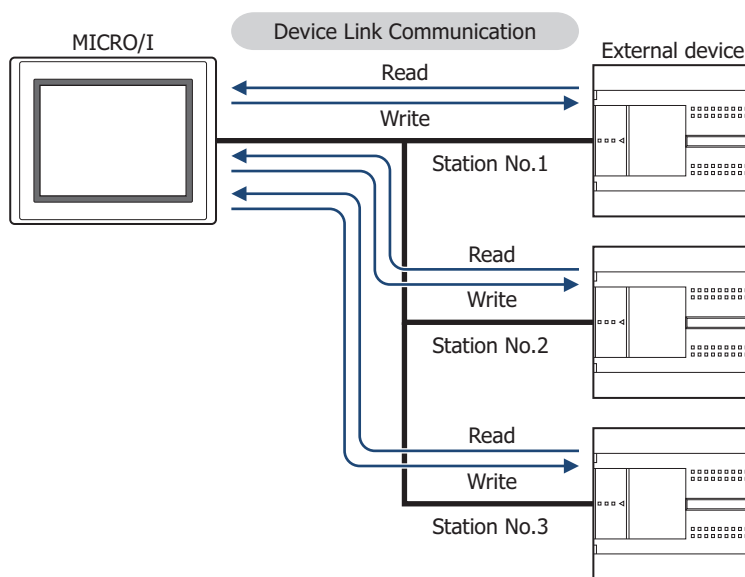 Device Link Communication
MICRO/I
External device
Read
Write
Station No.1
Read
Write
Station No.2
Read
Write
Station No.3